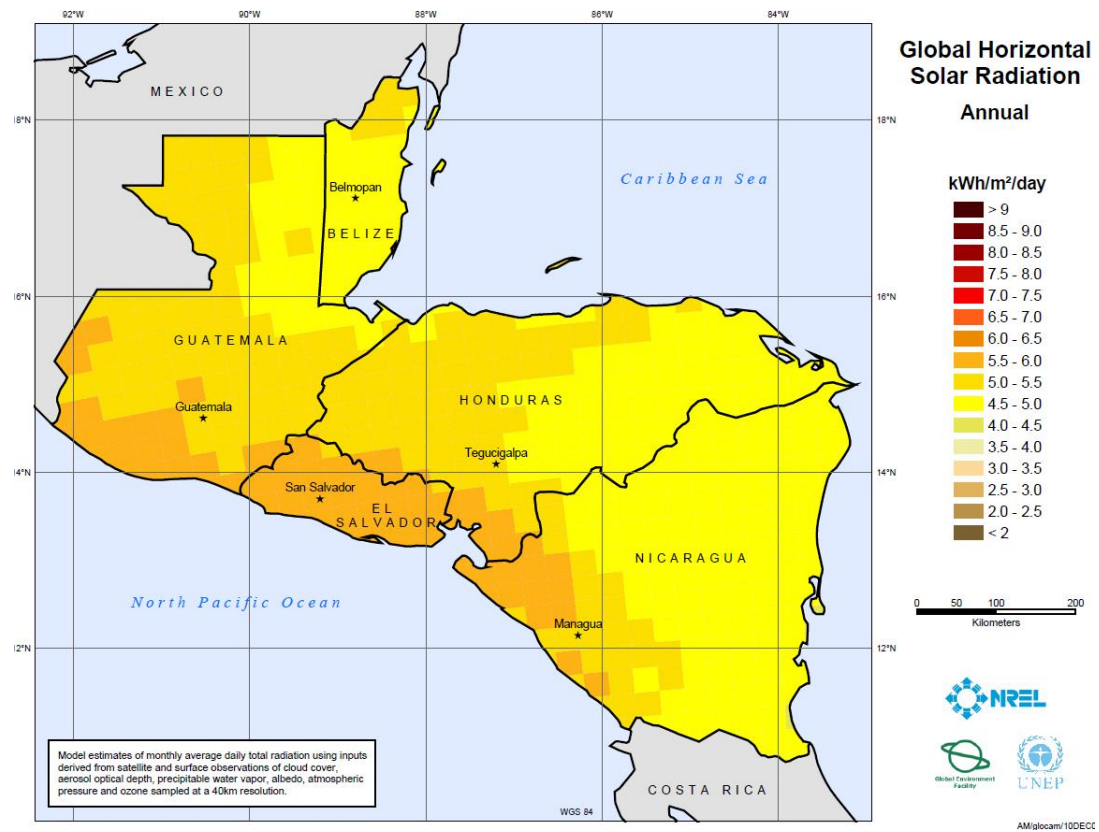 92°W 90°W 88°W 86°W 84°W
Global Horizontal
Solar Radiation
Annual
MEXICO
18°N 18°N
Caribbean Sea
kWh/m²/day
> 9
8.5 - 9.0
8.0 - 8.5
7.5 - 8.0
7.0 - 7.5
6.5 - 7.0
6.0 - 6.5
5.5 - 6.0
5.0 - 5.5
4.5 - 5.0
4.0 - 4.5
3.5 - 4.0
3.0 - 3.5
2.5 - 3.0
2.0 - 2.5
< 2
Belmopan
BELIZE
16°N 16°N
GUATEMALA
Guatemala
HONDURAS
Tegucigalpa
14°N 14°N
San Salvador
EL
SALVADOR
NICARAGUA
North Pacific Ocean
Managua
12°N 12°N
0 50 100 200
Kilometers
NREL
Global Environment
Facility
UNEP
Model estimates of monthly average daily total radiation using inputs
derived from satellite and surface observations of cloud cover,
aerosol optical depth, precipitable water vapor, albedo, atmospheric
pressure and ozone sampled at a 40km resolution.
COSTA RICA
WGS 84